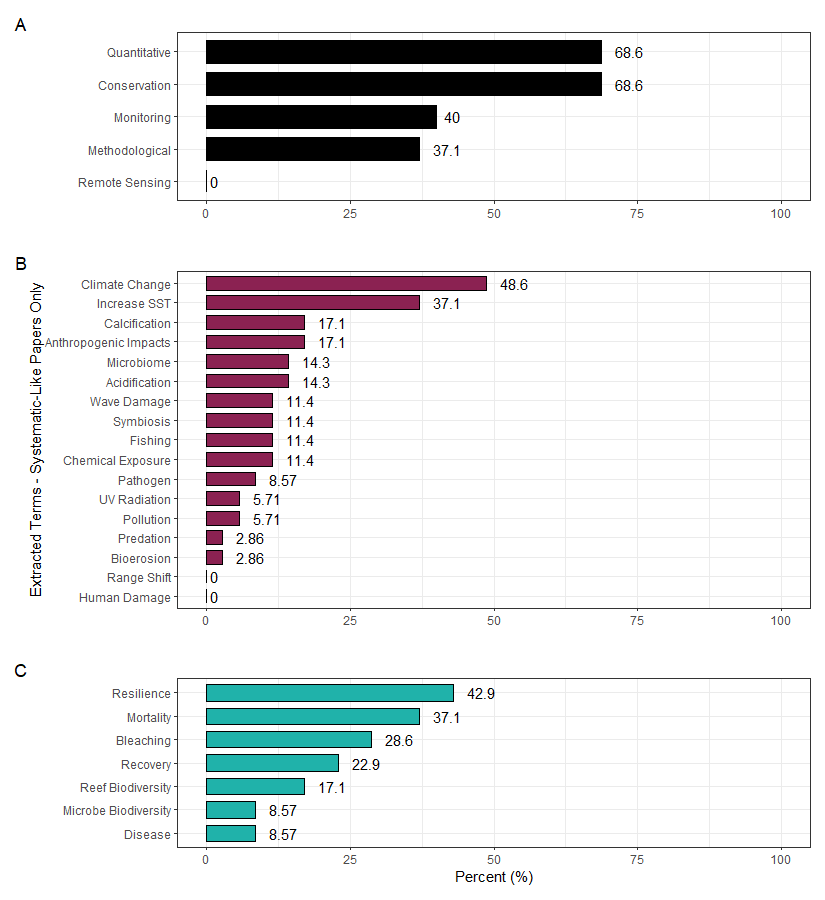 A
Quantitative 68.6
Conservation 68.6
Monitoring 40
Methodological 37.1
Remote Sensing 0
0 25 50 75 100
B
Extracted Terms - Systematic-Like Papers Only
Climate Change 48.6
Increase SST 37.1
Calcification 17.1
Anthropogenic Impacts 17.1
Microbiome 14.3
Acidification 14.3
Wave Damage 11.4
Symbiosis 11.4
Fishing 11.4
Chemical Exposure 11.4
Pathogen 8.57
UV Radiation 5.71
Pollution 5.71
Predation 2.86
Bioerosion 2.86
Range Shift 0
Human Damage 0
0 25 50 75 100
C
Resilience 42.9
Mortality 37.1
Bleaching 28.6
Recovery 22.9
Reef Biodiversity 17.1
Microbe Biodiversity 8.57
Disease 8.57
0 25 50 75 100
Percent (%)